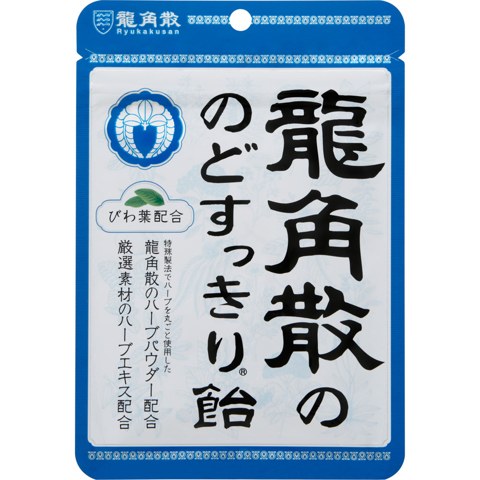 龍角散
Ryukakusan
龍角散の
のどすっきり®飴
びわ葉配合
特殊製法でハーブを丸ごと使用した
龍角散のハーブパウダー配合
厳選素材のハーブエキス配合